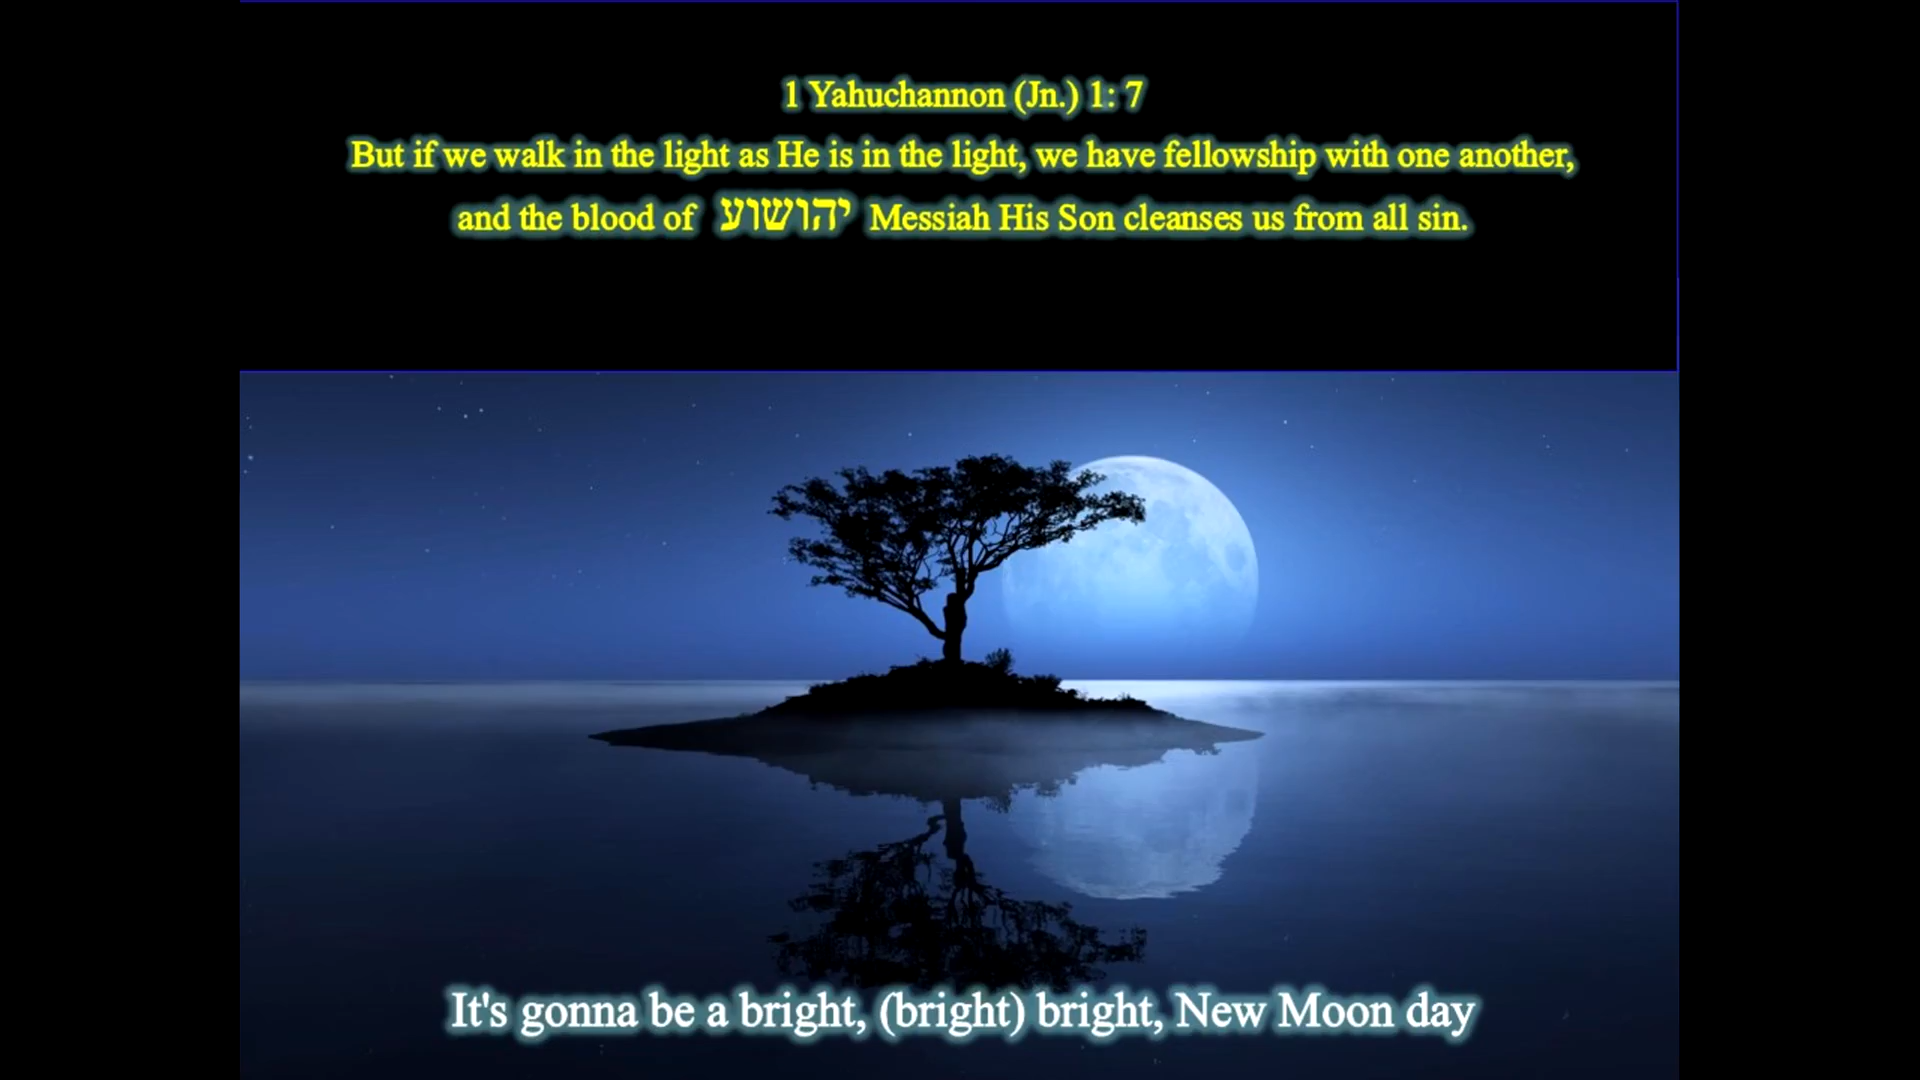 1 Yahuchannon (Jn.) 1: 7
But if we walk in the light as He is in the light, we have fellowship with one another,
and the blood of יהושוע Messiah His Son cleanses us from all sin.
It's gonna be a bright, (bright) bright, New Moon day